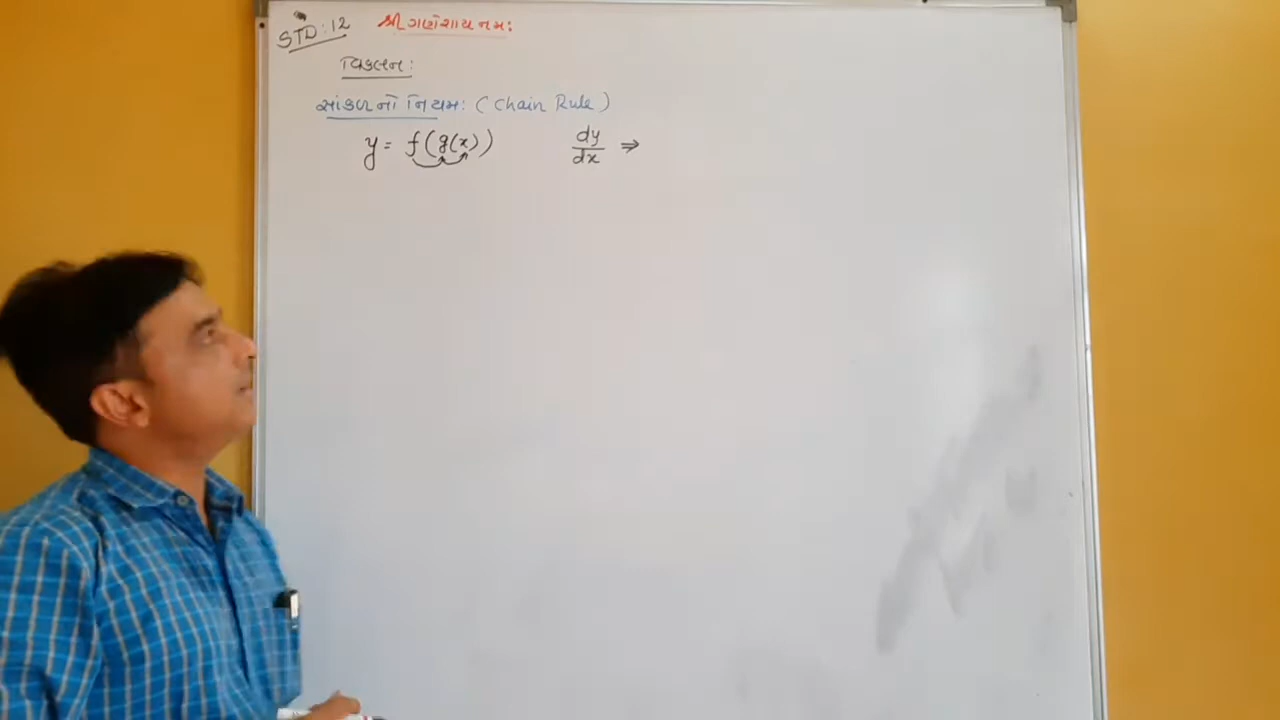 STD : 12
શ્રી ગણેશાય નમઃ
વિકલન :
સાંકળનો નિયમ : (Chain Rule)
y = f(g(x)) dy/dx ⇒